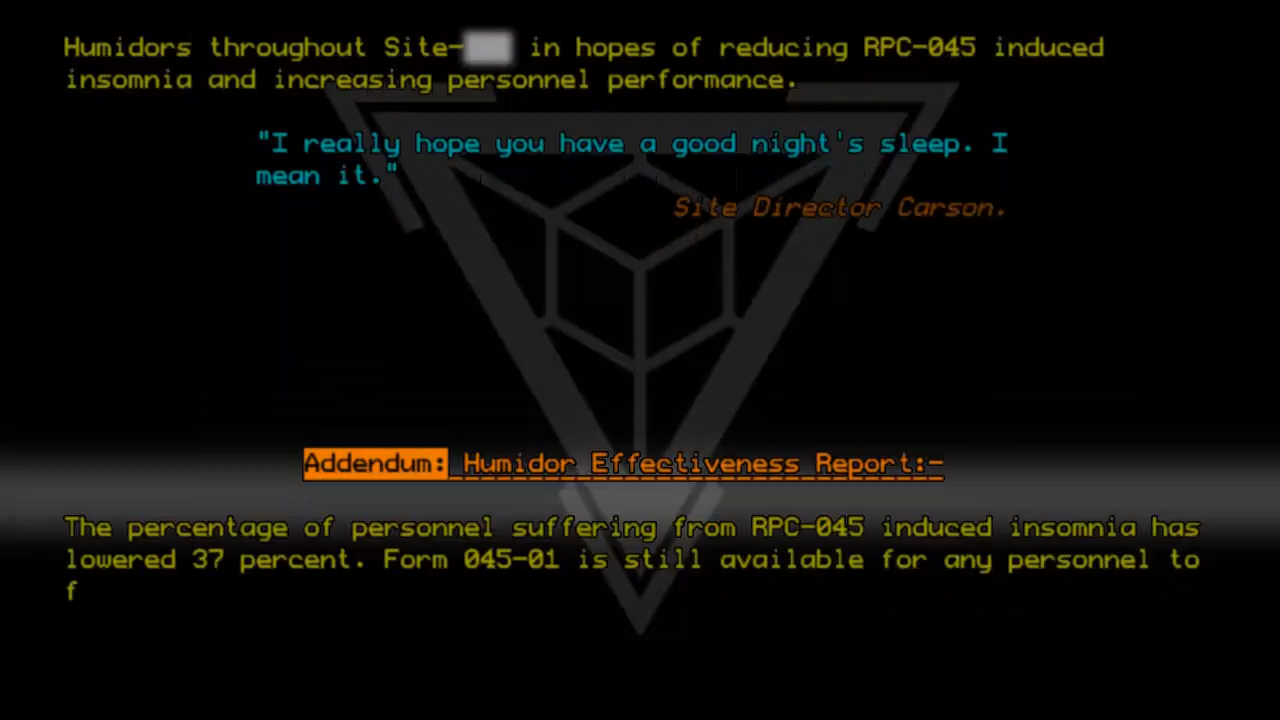 Humidors throughout Site- in hopes of reducing RPC-045 induced
insomnia and increasing personnel performance.
"I really hope you have a good night's sleep. I
mean it."
Site Director Carson.
Addendum: Humidor Effectiveness Report:-
The percentage of personnel suffering from RPC-045 induced insomnia has
lowered 37 percent. Form 045-01 is still available for any personnel to
f